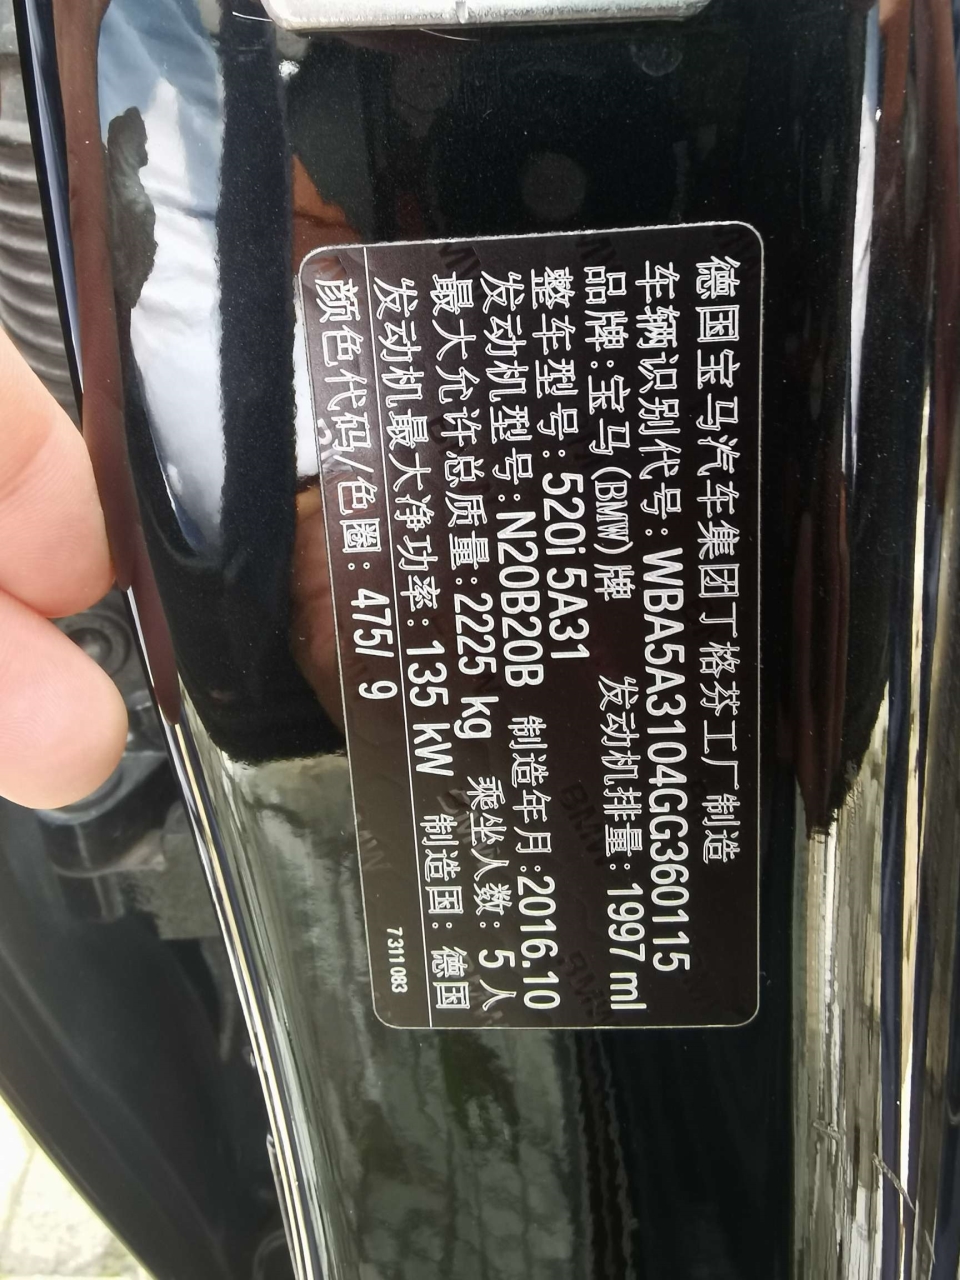 德国宝马汽车集团丁格芬工厂制造
车辆识别代号:WBA5A3104GG360115
品牌:宝马(BMW)牌 发动机排量:1997 ml
整车型号:520i 5A31
发动机型号:N20B20B 制造年月:2016.10
最大允许总质量:2225 kg 乘坐人数: 5 人
发动机最大净功率: 135 kW 制造国: 德国
颜色代码/色圈: 475/ 9
7311083